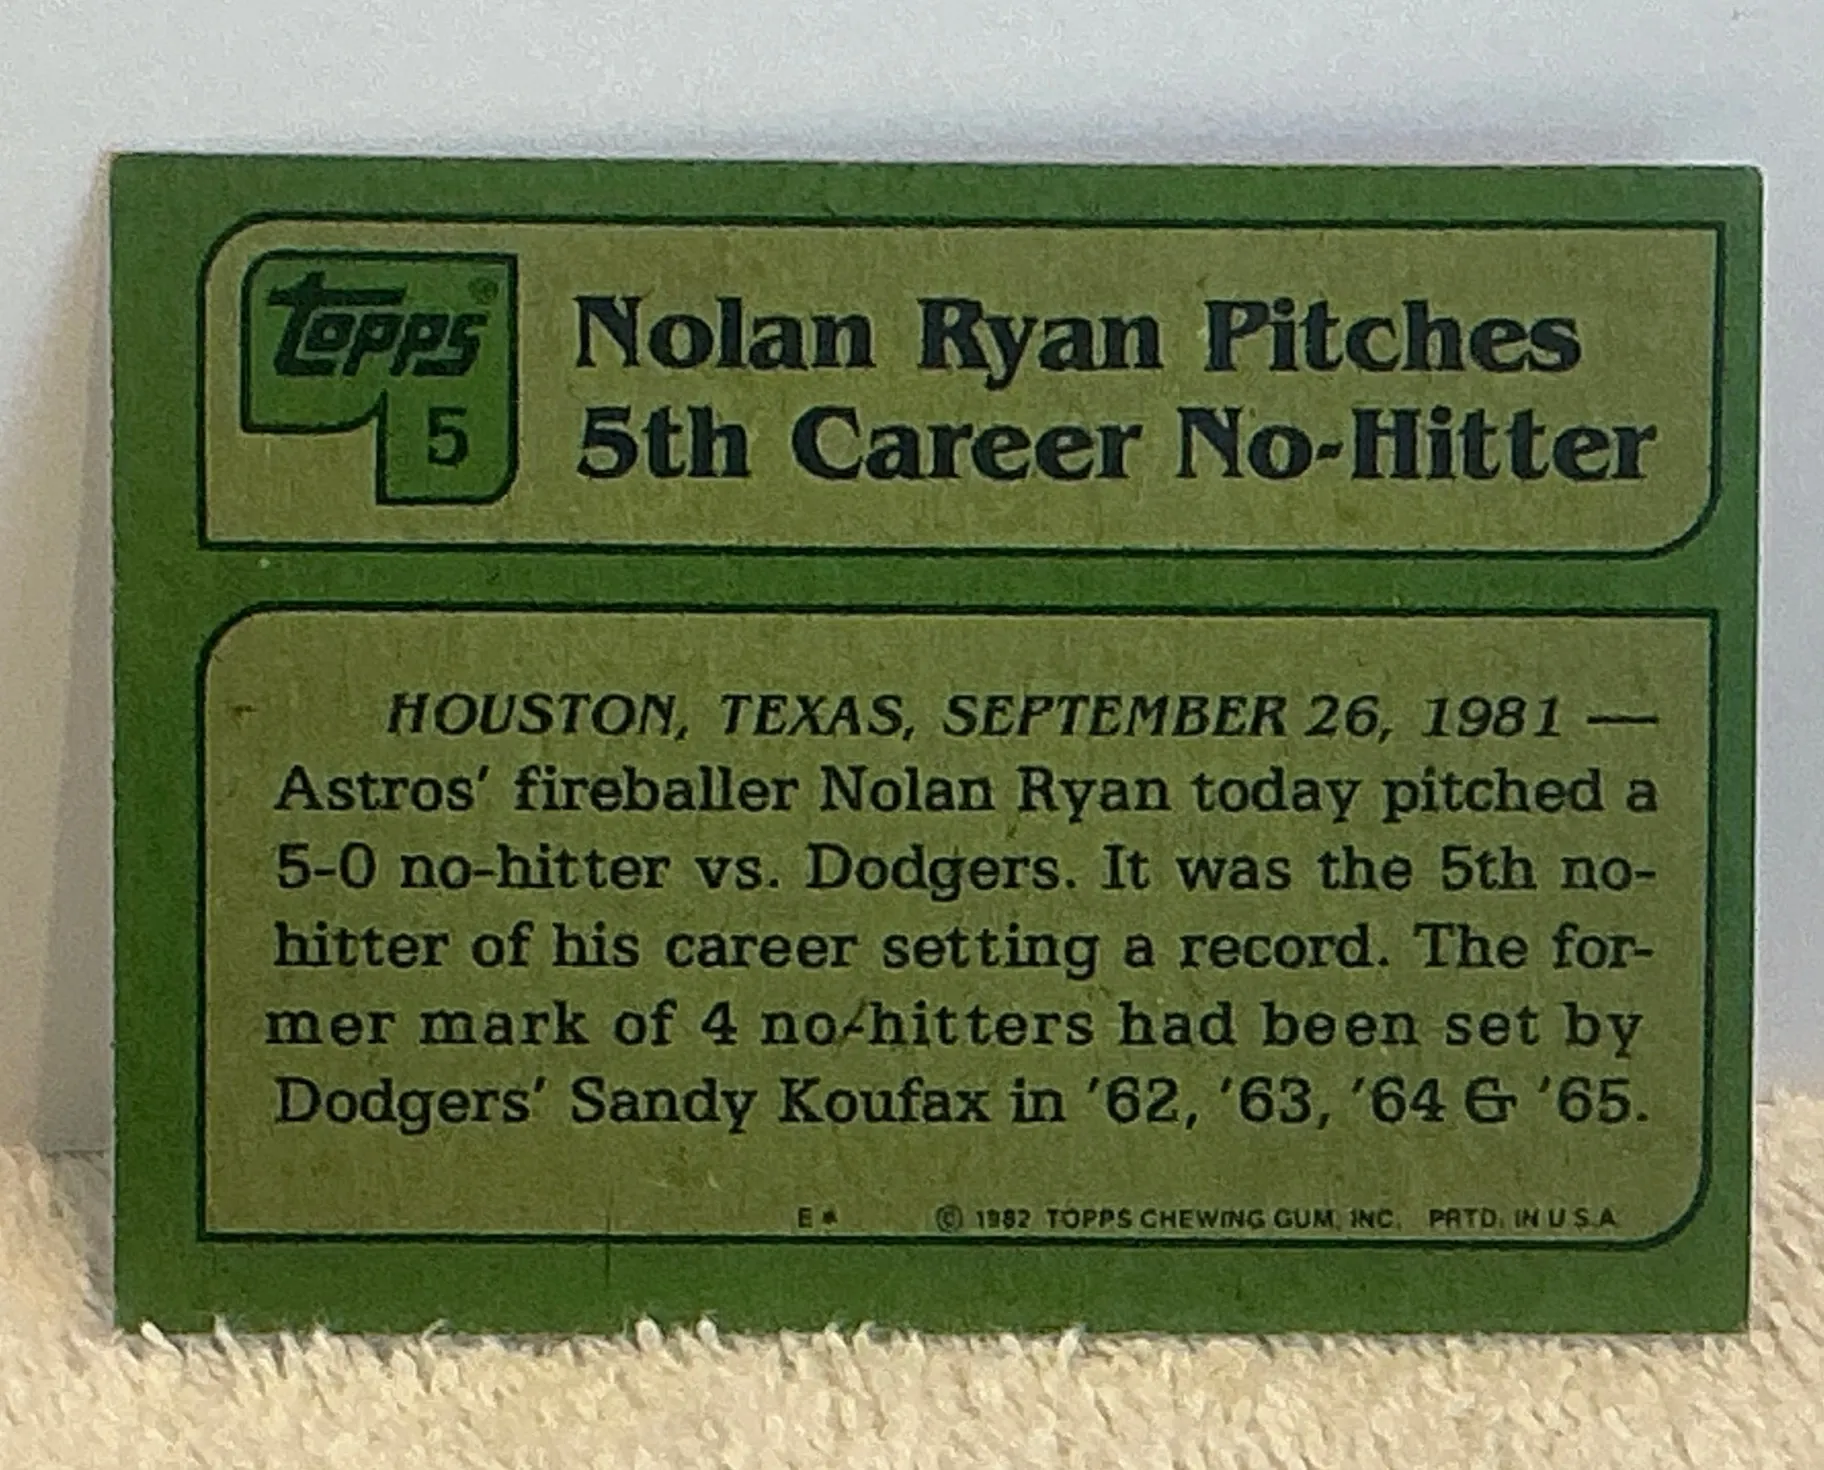 Topps®
5
Nolan Ryan Pitches
5th Career No-Hitter
HOUSTON, TEXAS, SEPTEMBER 26, 1981 —
Astros' fireballer Nolan Ryan today pitched a
5-0 no-hitter vs. Dodgers. It was the 5th no-
hitter of his career setting a record. The for-
mer mark of 4 no-hitters had been set by
Dodgers' Sandy Koufax in '62, '63, '64 & '65.
E* © 1982 TOPPS CHEWING GUM, INC. PRTD. IN U.S.A.